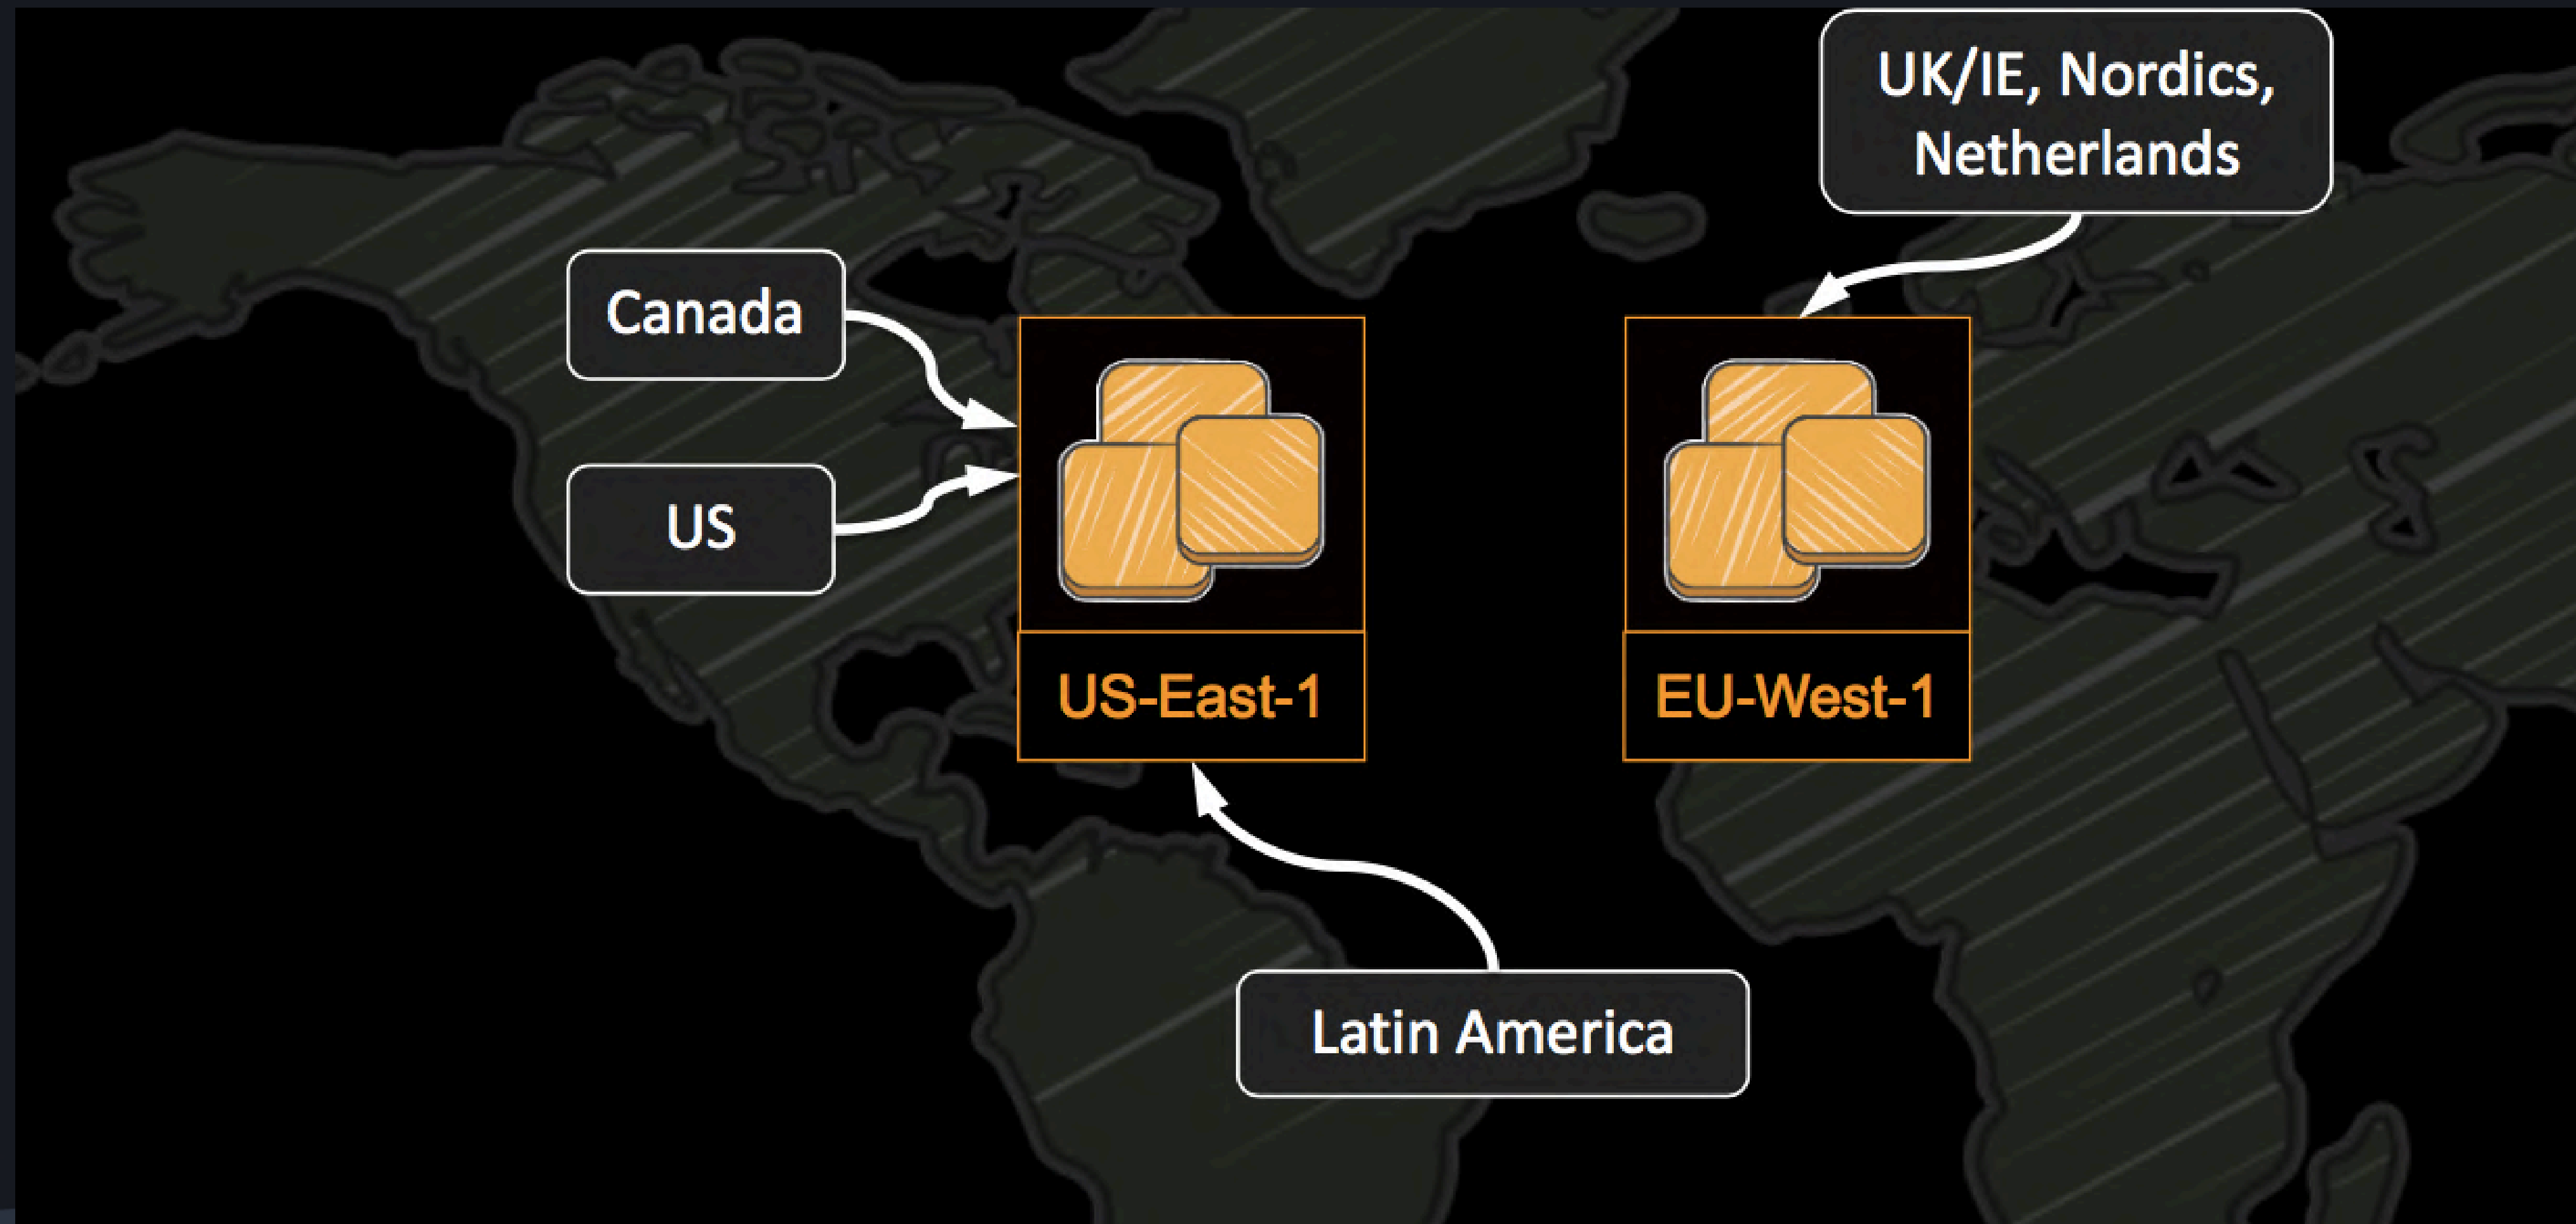 UK/IE, Nordics,
Netherlands
Canada
US
US-East-1
EU-West-1
Latin America